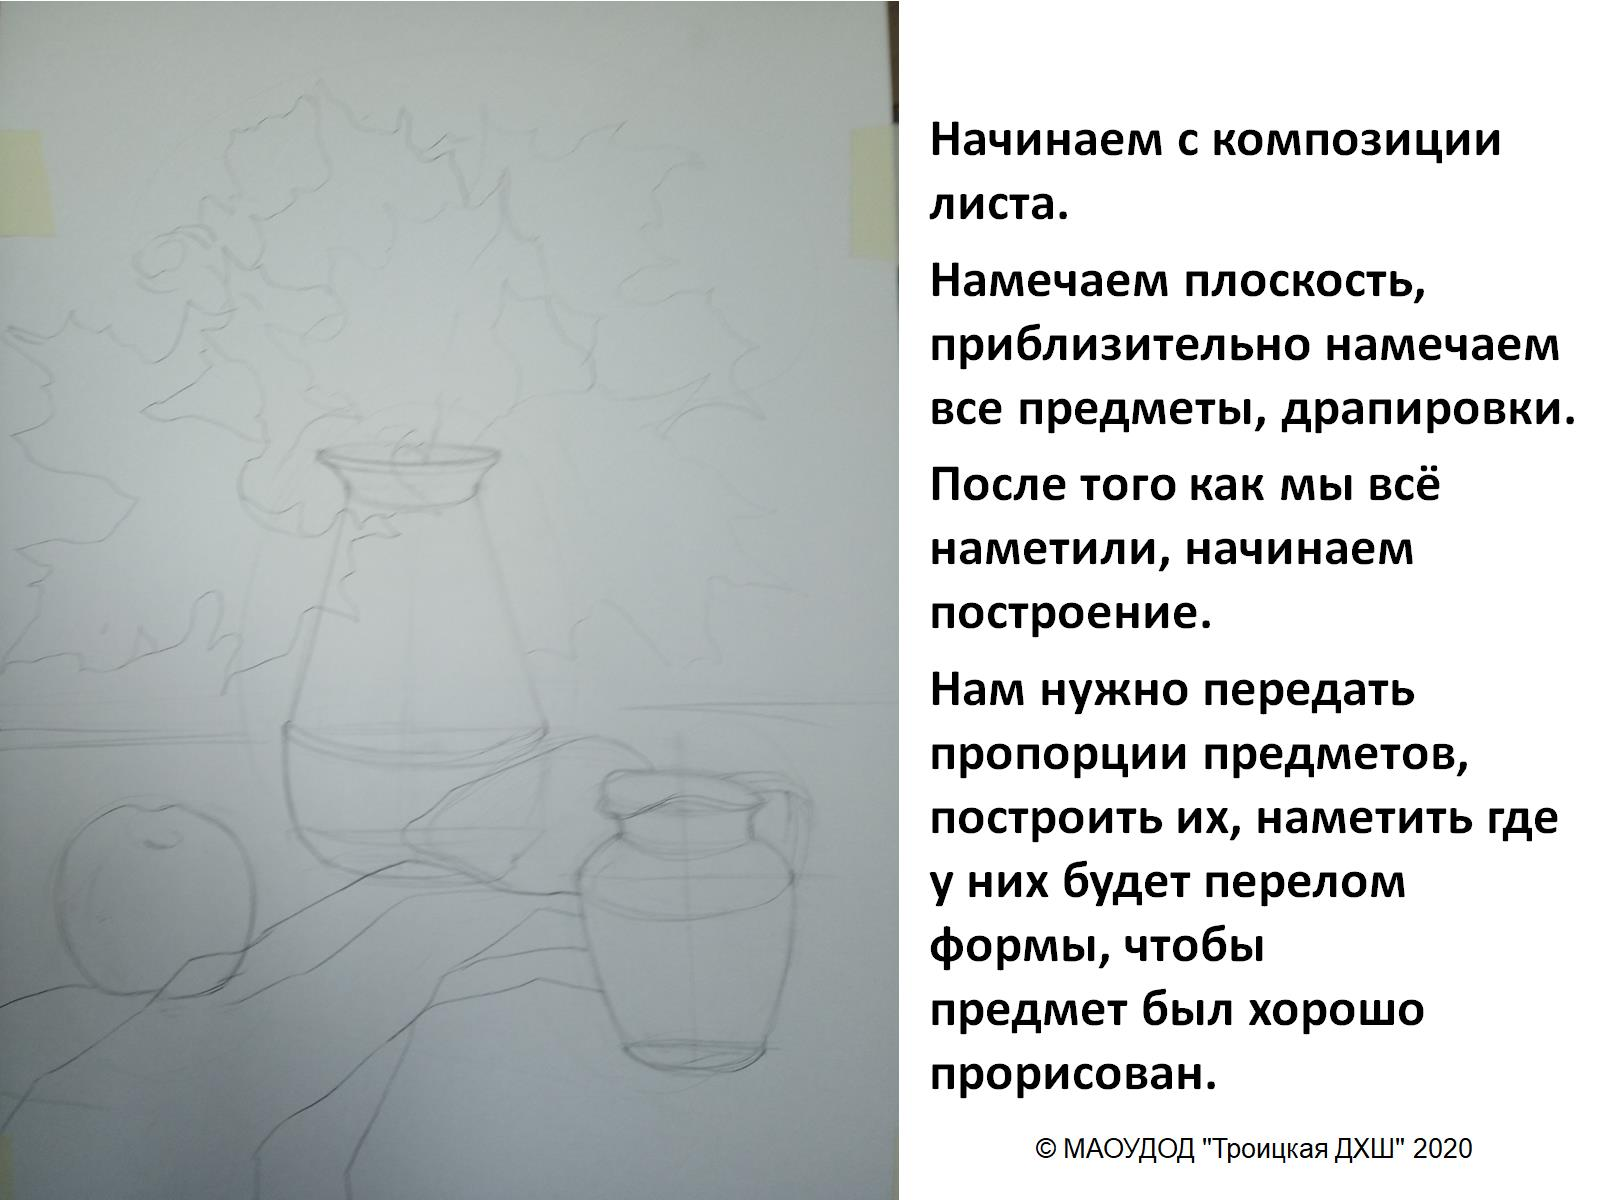 Начинаем с композиции
листа.
Намечаем плоскость,
приблизительно намечаем
все предметы, драпировки.
После того как мы всё
наметили, начинаем
построение.
Нам нужно передать
пропорции предметов,
построить их, наметить где
у них будет перелом
формы, чтобы
предмет был хорошо
прорисован.
© МАОУДОД "Троицкая ДХШ" 2020